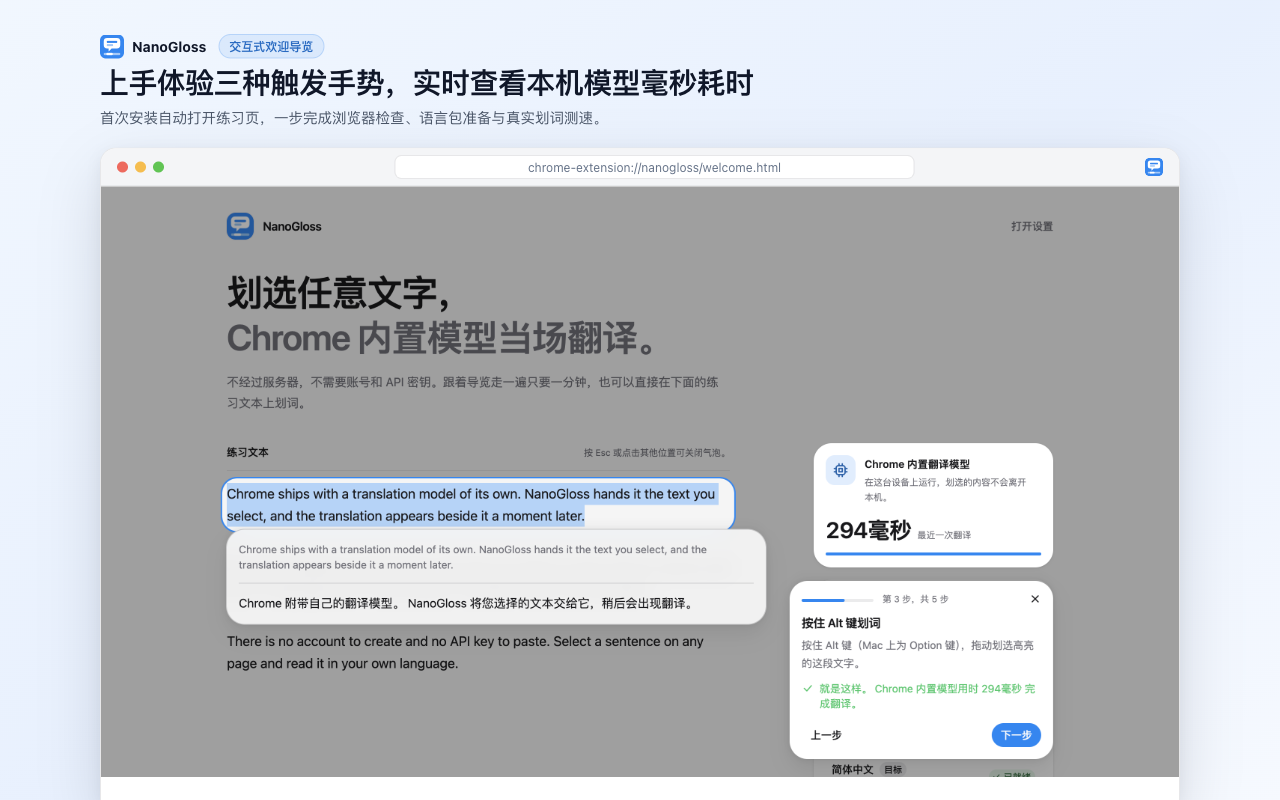 NanoGloss 交互式欢迎导览
上手体验三种触发手势，实时查看本机模型毫秒耗时
首次安装自动打开练习页，一步完成浏览器检查、语言包准备与真实划词测速。
chrome-extension://nanogloss/welcome.html
NanoGloss
打开设置
划选任意文字，
Chrome 内置模型当场翻译。
不经过服务器，不需要账号和 API 密钥。跟着导览走一遍只要一分钟，也可以直接在下面的练
习文本上划词。
练习文本
按 Esc 或点击其他位置可关闭气泡。
Chrome ships with a translation model of its own. NanoGloss hands it the text you
select, and the translation appears beside it a moment later.
Chrome ships with a translation model of its own. NanoGloss hands it the text you select, and the
translation appears beside it a moment later.
Chrome 附带自己的翻译模型。 NanoGloss 将您选择的文本交给它，稍后会出现翻译。
There is no account to create and no API key to paste. Select a sentence on any
page and read it in your own language.
Chrome 内置翻译模型
在这台设备上运行，划选的内容不会离开
本机。
294毫秒 最近一次翻译
第 3 步，共 5 步
按住 Alt 键划词
按住 Alt 键（Mac 上为 Option 键），拖动划选高亮
的这段文字。
就是这样。 Chrome 内置模型用时 294毫秒 完
成翻译。
上一步
下一步
简体中文 目标
已就绪